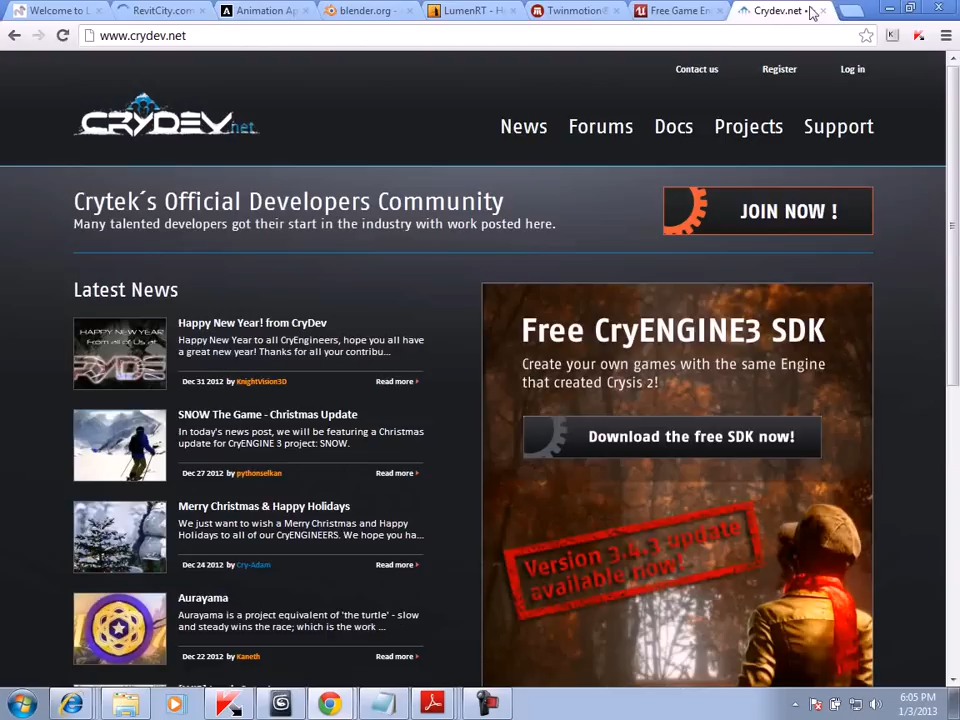 Welcome to L
RevitCity.com
Animation Ap
blender.org -
LumenRT - H
Twinmotion
Free Game En
Crydev.net •
www.crydev.net
Contact us
Register
Log in
CRYDEV.net
News
Forums
Docs
Projects
Support
Crytek´s Official Developers Community
Many talented developers got their start in the industry with work posted here.
JOIN NOW !
Latest News
HAPPY NEW YEAR
From all of Us at
Happy New Year! from CryDev
Happy New Year to all CryEngineers, hope you all have
a great new year! Thanks for all your contribu...
Dec 31 2012 by KnightVision3D
Read more
SNOW The Game - Christmas Update
In today's news post, we will be featuring a Christmas
update for CryENGINE 3 project: SNOW.
Dec 27 2012 by pythonselkan
Read more
Merry Christmas & Happy Holidays
We just want to wish a Merry Christmas and Happy
Holidays to all of our CryENGINEERS. We hope you ha...
Dec 24 2012 by Cry-Adam
Read more
Aurayama
Aurayama is a project equivalent of 'the turtle' - slow
and steady wins the race; which is the work ...
Dec 22 2012 by Kaneth
Read more
Free CryENGINE3 SDK
Create your own games with the same Engine
that created Crysis 2!
Download the free SDK now!
Version 3.4.3 update
available now!
6:05 PM
1/3/2013